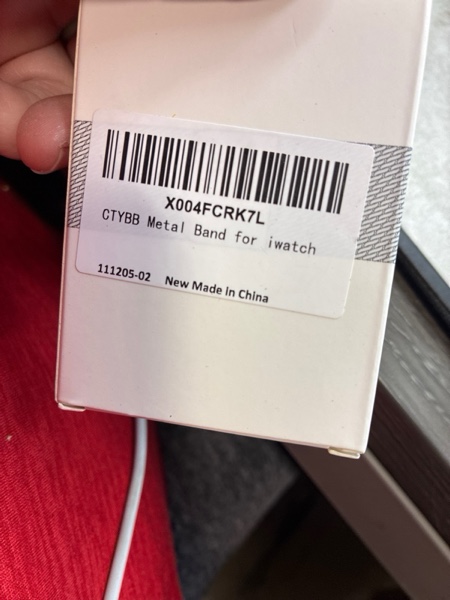 X004FCRK7L
CTYBB Metal Band for iwatch
111205-02 New Made In China